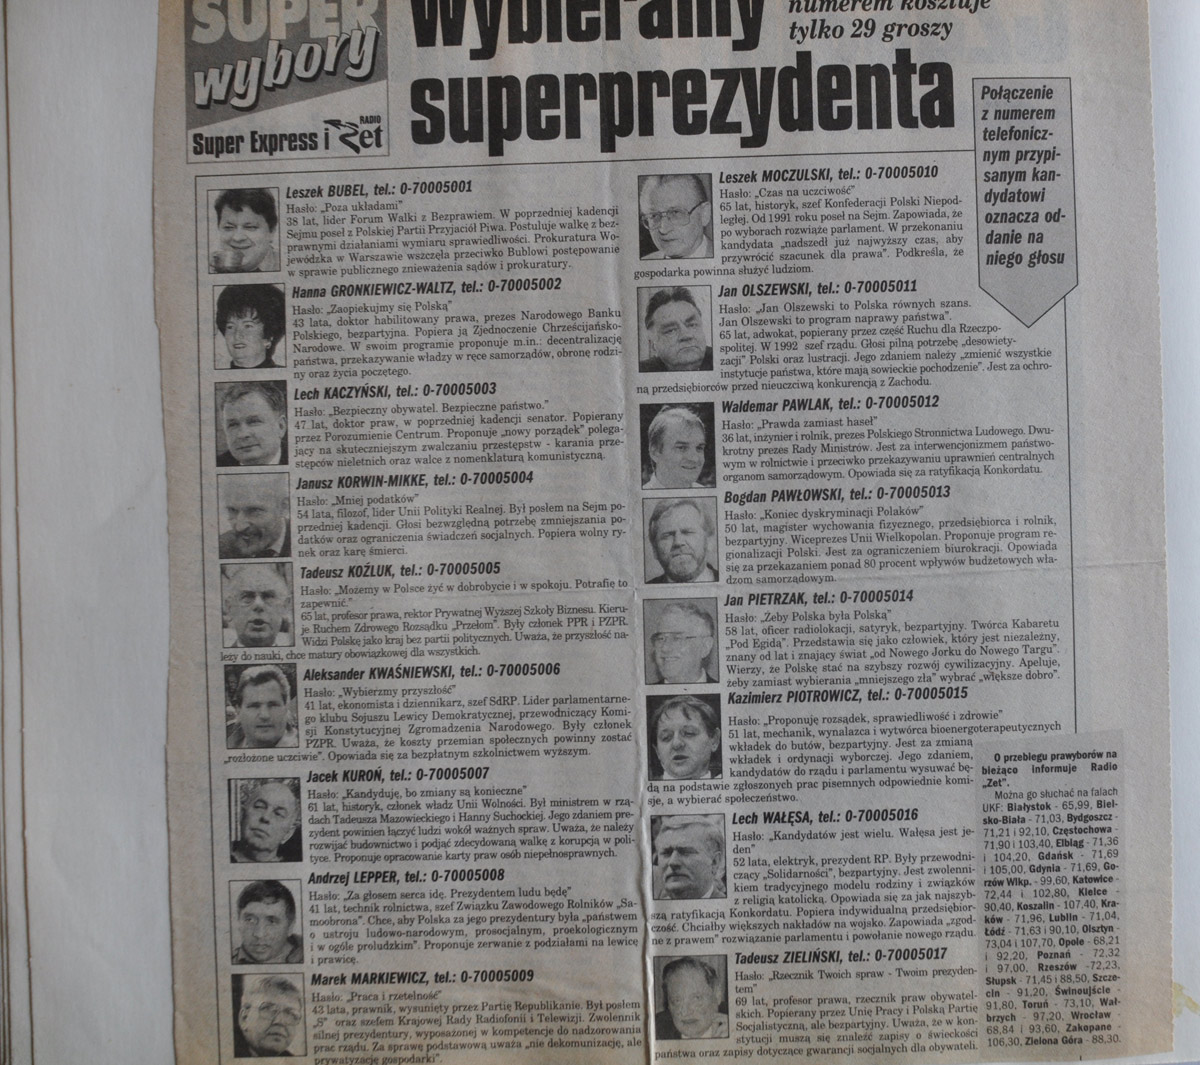 SUPER
wybory
Super Express i RADIO Zet
Wybieramy
superprezydenta
numerem kosztuje
tylko 29 groszy
Połączenie
z numerem
telefonicz-
nym przypi-
sanym kan-
dydatowi
oznacza od-
danie na
niego głosu
Leszek BUBEL, tel.: 0-70005001
Hasło: „Poza układami"
38 lat, lider Forum Walki z Bezprawiem. W poprzedniej kadencji
Sejmu poseł z Polskiej Partii Przyjaciół Piwa. Postuluje walkę z bez-
prawnymi działaniami wymiaru sprawiedliwości. Prokuratura Wo-
jewódzka w Warszawie wszczęła przeciwko Bublowi postępowanie
w sprawie publicznego znieważenia sądów i prokuratury.
Hanna GRONKIEWICZ-WALTZ, tel.: 0-70005002
Hasło: „Zaopiekujmy się Polską"
43 lata, doktor habilitowany prawa, prezes Narodowego Banku
Polskiego, bezpartyjna. Popiera ją Zjednoczenie Chrześcijańsko-
Narodowe. W swoim programie proponuje m.in.: decentralizację
państwa, przekazywanie władzy w ręce samorządów, obronę rodzi-
ny oraz życia poczętego.
Lech KACZYŃSKI, tel.: 0-70005003
Hasło: „Bezpieczny obywatel. Bezpieczne państwo."
47 lat, doktor praw, w poprzedniej kadencji senator. Popierany
przez Porozumienie Centrum. Proponuje „nowy porządek" polega-
jący na skuteczniejszym zwalczaniu przestępstw - karania prze-
stępców nieletnich oraz walce z nomenklaturą komunistyczną.
Janusz KORWIN-MIKKE, tel.: 0-70005004
Hasło: „Mniej podatków"
54 lata, filozof, lider Unii Polityki Realnej. Był posłem na Sejm po-
przedniej kadencji. Głosi bezwzględną potrzebę zmniejszania po-
datków oraz ograniczenia świadczeń socjalnych. Popiera wolny ry-
nek oraz karę śmierci.
Tadeusz KOŹLUK, tel.: 0-70005005
Hasło: „Możemy w Polsce żyć w dobrobycie i w spokoju. Potrafię to
zapewnić."
65 lat, profesor prawa, rektor Prywatnej Wyższej Szkoły Biznesu. Kieru-
je Ruchem Zdrowego Rozsądku „Przełom". Były członek PPR i PZPR.
Widzi Polskę jako kraj bez partii politycznych. Uważa, że przyszłość na-
leży do nauki, chce matury obowiązkowej dla wszystkich.
Aleksander KWAŚNIEWSKI, tel.: 0-70005006
Hasło: „Wybierzmy przyszłość"
41 lat, ekonomista i dziennikarz, szef SdRP. Lider parlamentarne-
go klubu Sojuszu Lewicy Demokratycznej, przewodniczący Komi-
sji Konstytucyjnej Zgromadzenia Narodowego. Były członek
PZPR. Uważa, że koszty przemian społecznych powinny zostać
„rozłożone uczciwie". Opowiada się za bezpłatnym szkolnictwem wyższym.
Jacek KUROŃ, tel.: 0-70005007
Hasło: „Kandyduję, bo zmiany są konieczne"
61 lat, historyk, członek władz Unii Wolności. Był ministrem w rzą-
dach Tadeusza Mazowieckiego i Hanny Suchockiej. Jego zdaniem pre-
zydent powinien łączyć ludzi wokół ważnych spraw. Uważa, że należy
rozwijać budownictwo i podjąć zdecydowaną walkę z korupcją w poli-
tyce. Proponuje opracowanie karty praw osób niepełnosprawnych.
Andrzej LEPPER, tel.: 0-70005008
Hasło: „Za głosem serca idę. Prezydentem ludu będę"
41 lat, technik rolnictwa, szef Związku Zawodowego Rolników „Sa-
moobrona". Chce, aby Polska za jego prezydentury była „państwem
o ustroju ludowo-narodowym, prosocjalnym, proekologicznym
i w ogóle proludzkim". Proponuje zerwanie z podziałami na lewicę
i prawicę.
Marek MARKIEWICZ, tel.: 0-70005009
Hasło: „Praca i rzetelność"
43 lata, prawnik, wysunięty przez Partię Republikanie. Był posłem
„S" oraz szefem Krajowej Rady Radiofonii i Telewizji. Zwolennik
silnej prezydentury, wyposażonej w kompetencje do nadzorowania
prac rządu. Za sprawę podstawową uważa „nie dekomunizację, ale
prywatyzację gospodarki".
Leszek MOCZULSKI, tel.: 0-70005010
Hasło: „Czas na uczciwość"
65 lat, historyk, szef Konfederacji Polski Niepod-
ległej. Od 1991 roku poseł na Sejm. Zapowiada, że
po wyborach rozwiąże parlament. W przekonaniu
kandydata „nadszedł już najwyższy czas, aby
przywrócić szacunek dla prawa". Podkreśla, że
gospodarka powinna służyć ludziom.
Jan OLSZEWSKI, tel.: 0-70005011
Hasło: „Jan Olszewski to Polska równych szans.
Jan Olszewski to program naprawy państwa".
65 lat, adwokat, popierany przez część Ruchu dla Rzeczpo-
spolitej. W 1992 szef rządu. Głosi pilną potrzebę „desowiety-
zacji" Polski oraz lustracji. Jego zdaniem należy „zmienić wszystkie
instytucje państwa, które mają sowieckie pochodzenie". Jest za ochro-
ną przedsiębiorców przed nieuczciwą konkurencją z Zachodu.
Waldemar PAWLAK, tel.: 0-70005012
Hasło: „Prawda zamiast haseł"
36 lat, inżynier i rolnik, prezes Polskiego Stronnictwa Ludowego. Dwu-
krotny prezes Rady Ministrów. Jest za interwencjonizmem państwo-
wym w rolnictwie i przeciwko przekazywaniu uprawnień centralnych
organom samorządowym. Opowiada się za ratyfikacją Konkordatu.
Bogdan PAWŁOWSKI, tel.: 0-70005013
Hasło: „Koniec dyskryminacji Polaków"
50 lat, magister wychowania fizycznego, przedsiębiorca i rolnik,
bezpartyjny. Wiceprezes Unii Wielkopolan. Proponuje program re-
gionalizacji Polski. Jest za ograniczeniem biurokracji. Opowiada
się za przekazaniem ponad 80 procent wpływów budżetowych wła-
dzom samorządowym.
Jan PIETRZAK, tel.: 0-70005014
Hasło: „Żeby Polska była Polską"
58 lat, oficer radiolokacji, satyryk, bezpartyjny. Twórca Kabaretu
„Pod Egidą". Przedstawia się jako człowiek, który jest niezależny,
znany od lat i znający świat „od Nowego Jorku do Nowego Targu".
Wierzy, że Polskę stać na szybszy rozwój cywilizacyjny. Apeluje,
żeby zamiast wybierania „mniejszego zła" wybrać „większe dobro".
Kazimierz PIOTROWICZ, tel.: 0-70005015
Hasło: „Proponuję rozsądek, sprawiedliwość i zdrowie"
51 lat, mechanik, wynalazca i wytwórca bioenergoterapeutycznych
wkładek do butów, bezpartyjny. Jest za zmianą
wkładek i ordynacji wyborczej. Jego zdaniem,
kandydatów do rządu i parlamentu wysuwać bę-
dą na podstawie zgłoszonych prac pisemnych odpowiednie komi-
sje, a wybierać społeczeństwo.
Lech WAŁĘSA, tel.: 0-70005016
Hasło: „Kandydatów jest wielu. Wałęsa jest je-
den"
52 lata, elektryk, prezydent RP. Były przewodni-
czący „Solidarności", bezpartyjny. Jest zwolenni-
kiem tradycyjnego modelu rodziny i związków
z religią katolicką. Opowiada się za jak najszyb-
szą ratyfikacją Konkordatu. Popiera indywidualną przedsiębior-
czość. Chciałby większych nakładów na wojsko. Zapowiada „zgod-
ne z prawem" rozwiązanie parlamentu i powołanie nowego rządu.
Tadeusz ZIELIŃSKI, tel.: 0-70005017
Hasło: „Rzecznik Twoich spraw - Twoim prezyden-
tem"
69 lat, profesor prawa, rzecznik praw obywatel-
skich. Popierany przez Unię Pracy i Polską Partię
Socjalistyczną, ale bezpartyjny. Uważa, że w kon-
stytucji muszą się znaleźć zapisy o świeckości
państwa oraz zapisy dotyczące gwarancji socjalnych dla obywateli.
O przebiegu prawyborów na
bieżąco informuje Radio
„Zet".
Można go słuchać na falach
UKF: Białystok - 65,99, Biel-
sko-Biała - 71,03, Bydgoszcz -
71,21 i 92,10, Częstochowa -
71,90 i 103,40, Elbląg - 71,36
i 104,20, Gdańsk - 71,69
i 105,00, Gdynia - 71,69, Go-
rzów Wlkp. - 99,60, Katowice -
72,44 i 102,80, Kielce -
90,40, Koszalin - 107,40, Kra-
ków - 71,96, Lublin - 71,04,
Łódź - 71,63 i 90,10, Olsztyn -
73,04 i 107,70, Opole - 68,21
i 92,20, Poznań - 72,32
i 97,00, Rzeszów -72,23,
Słupsk - 71,45 i 88,50, Szcze-
cin - 91,20, Świnoujście -
91,80, Toruń - 73,10, Wał-
brzych - 97,20, Wrocław -
68,84 i 93,60, Zakopane -
106,30, Zielona Góra - 88,30.